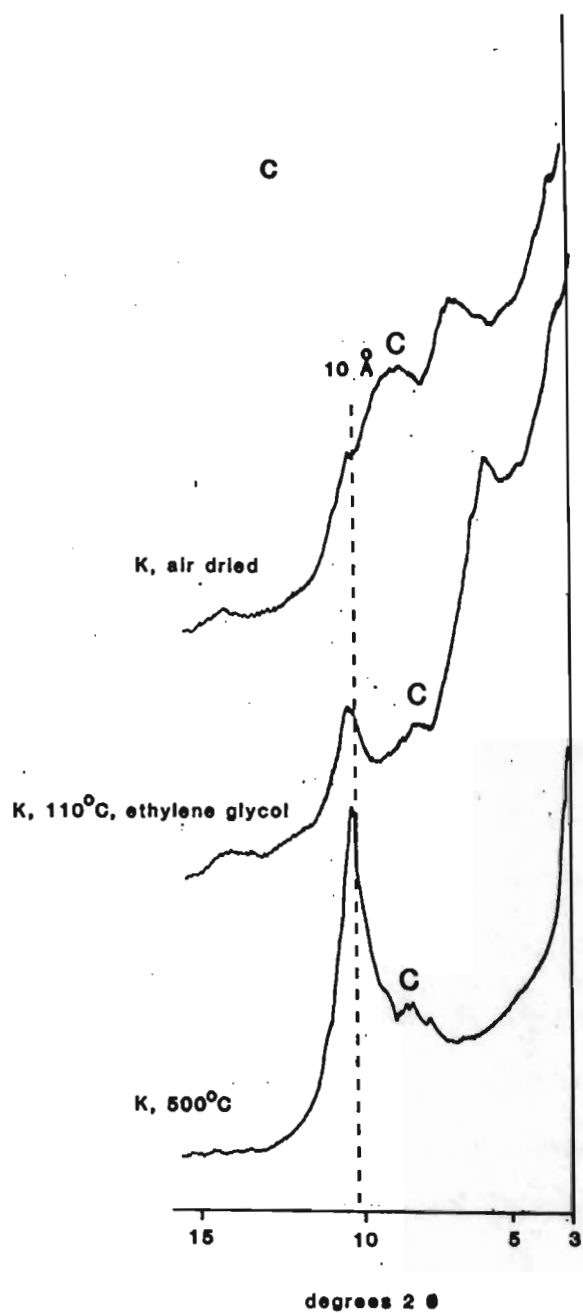 C
C
10 Å
K, air dried
C
K, 110°C, ethylene glycol
C
K, 500°C
15 10 5 3
degrees 2 θ